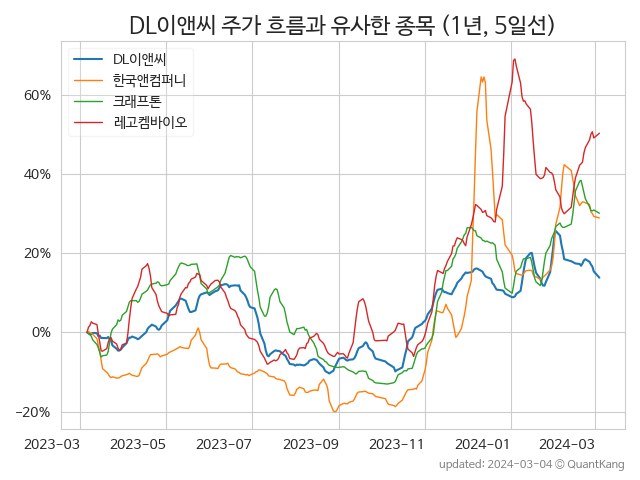 DL이앤씨 주가 흐름과 유사한 종목 (1년, 5일선)
DL이앤씨
한국앤컴퍼니
크래프톤
레고켐바이오
60%
40%
20%
0%
−20%
2023-03 2023-05 2023-07 2023-09 2023-11 2024-01 2024-03
updated: 2024-03-04 © QuantKang